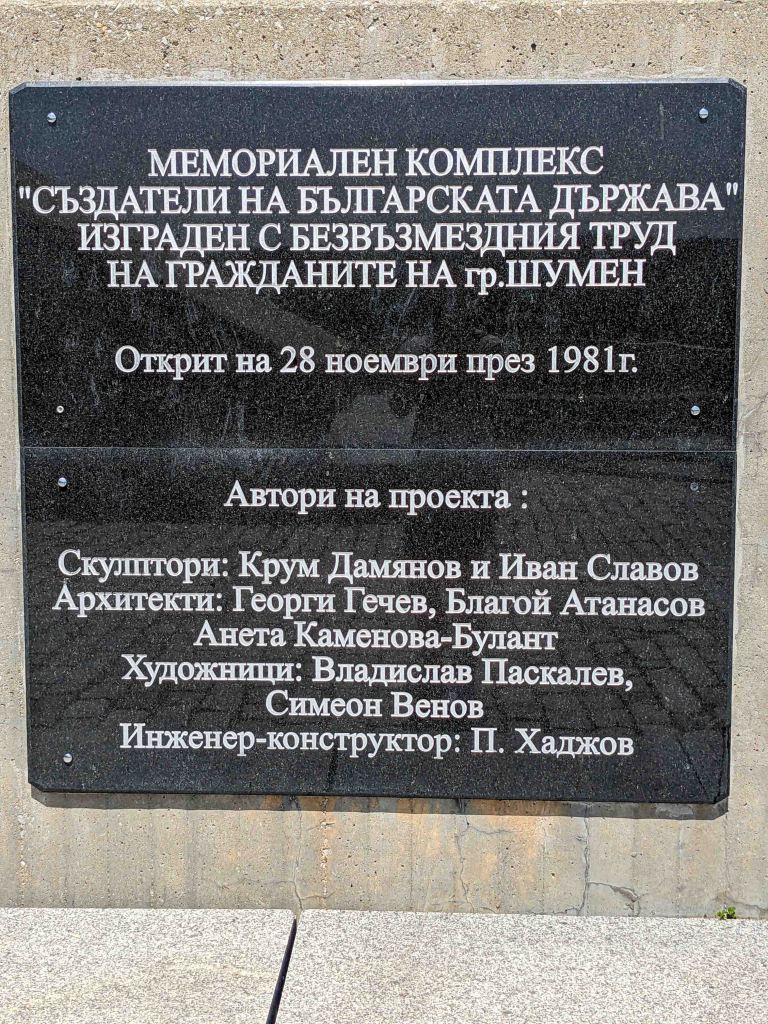 МЕМОРИАЛЕН КОМПЛЕКС
"СЪЗДАТЕЛИ НА БЪЛГАРСКАТА ДЪРЖАВА"
ИЗГРАДЕН С БЕЗВЪЗМЕЗДНИЯ ТРУД
НА ГРАЖДАНИТЕ НА гр.ШУМЕН
Открит на 28 ноември през 1981г.
Автори на проекта :
Скулптори: Крум Дамянов и Иван Славов
Архитекти: Георги Гечев, Благой Атанасов
Анета Каменова-Булант
Художници: Владислав Паскалев,
Симеон Венов
Инженер-конструктор: П. Хаджов